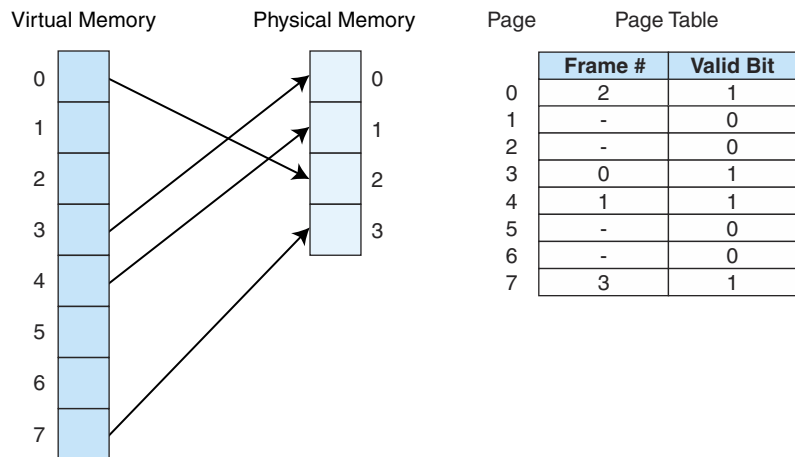 Virtual Memory
0
1
2
3
4
5
6
7
Physical Memory
0
1
2
3
Page Page Table
Frame # Valid Bit
0 2 1
1 - 0
2 - 0
3 0 1
4 1 1
5 - 0
6 - 0
7 3 1